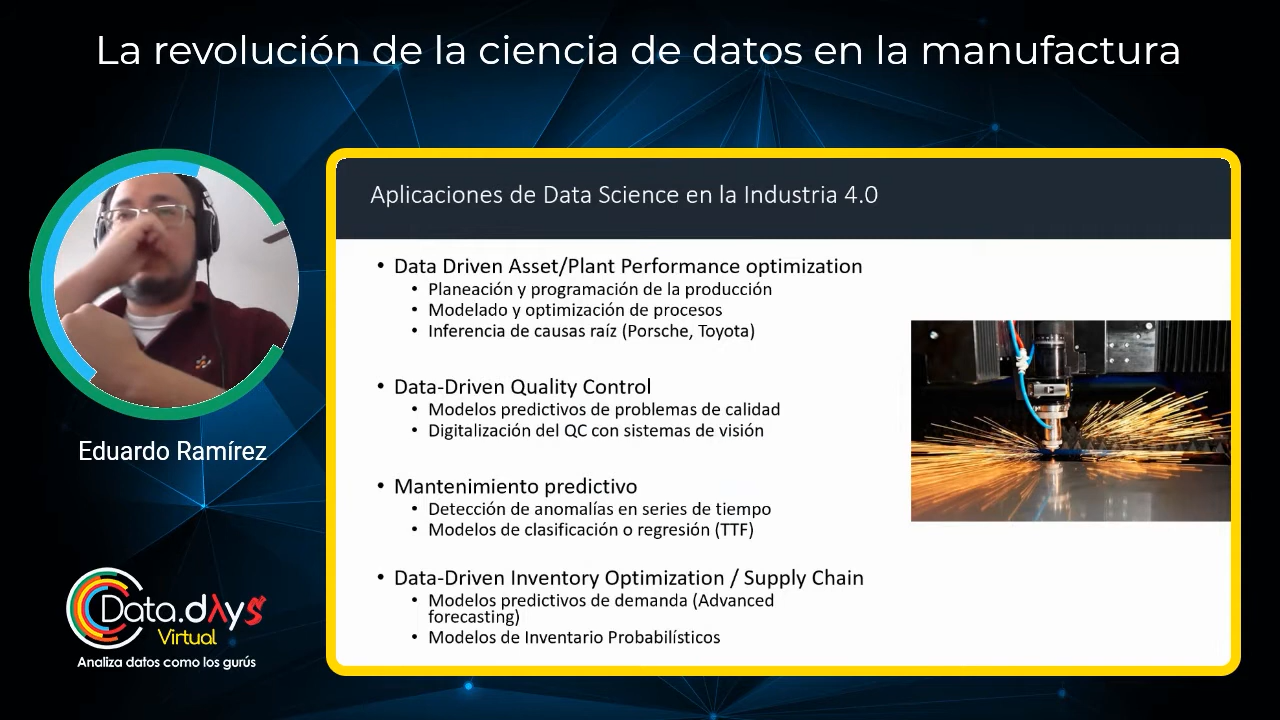 La revolución de la ciencia de datos en la manufactura
Aplicaciones de Data Science en la Industria 4.0
• Data Driven Asset/Plant Performance optimization
• Planeación y programación de la producción
• Modelado y optimización de procesos
• Inferencia de causas raíz (Porsche, Toyota)
• Data-Driven Quality Control
• Modelos predictivos de problemas de calidad
• Digitalización del QC con sistemas de visión
• Mantenimiento predictivo
• Detección de anomalías en series de tiempo
• Modelos de clasificación o regresión (TTF)
• Data-Driven Inventory Optimization / Supply Chain
• Modelos predictivos de demanda (Advanced
forecasting)
• Modelos de Inventario Probabilísticos
Eduardo Ramírez
Data.dλys
Virtual
Analiza datos como los gurús